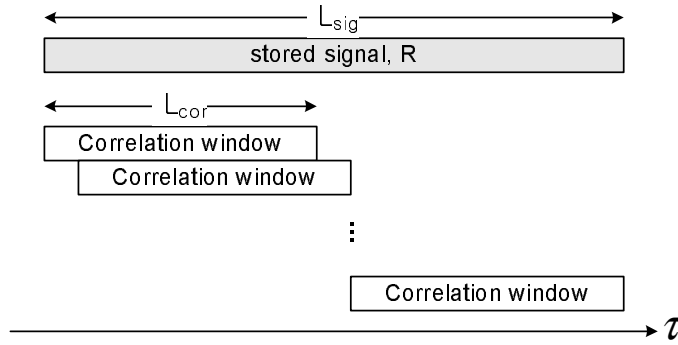 L_sig
stored signal, R
L_cor
Correlation window
Correlation window
⋮
Correlation window
τ